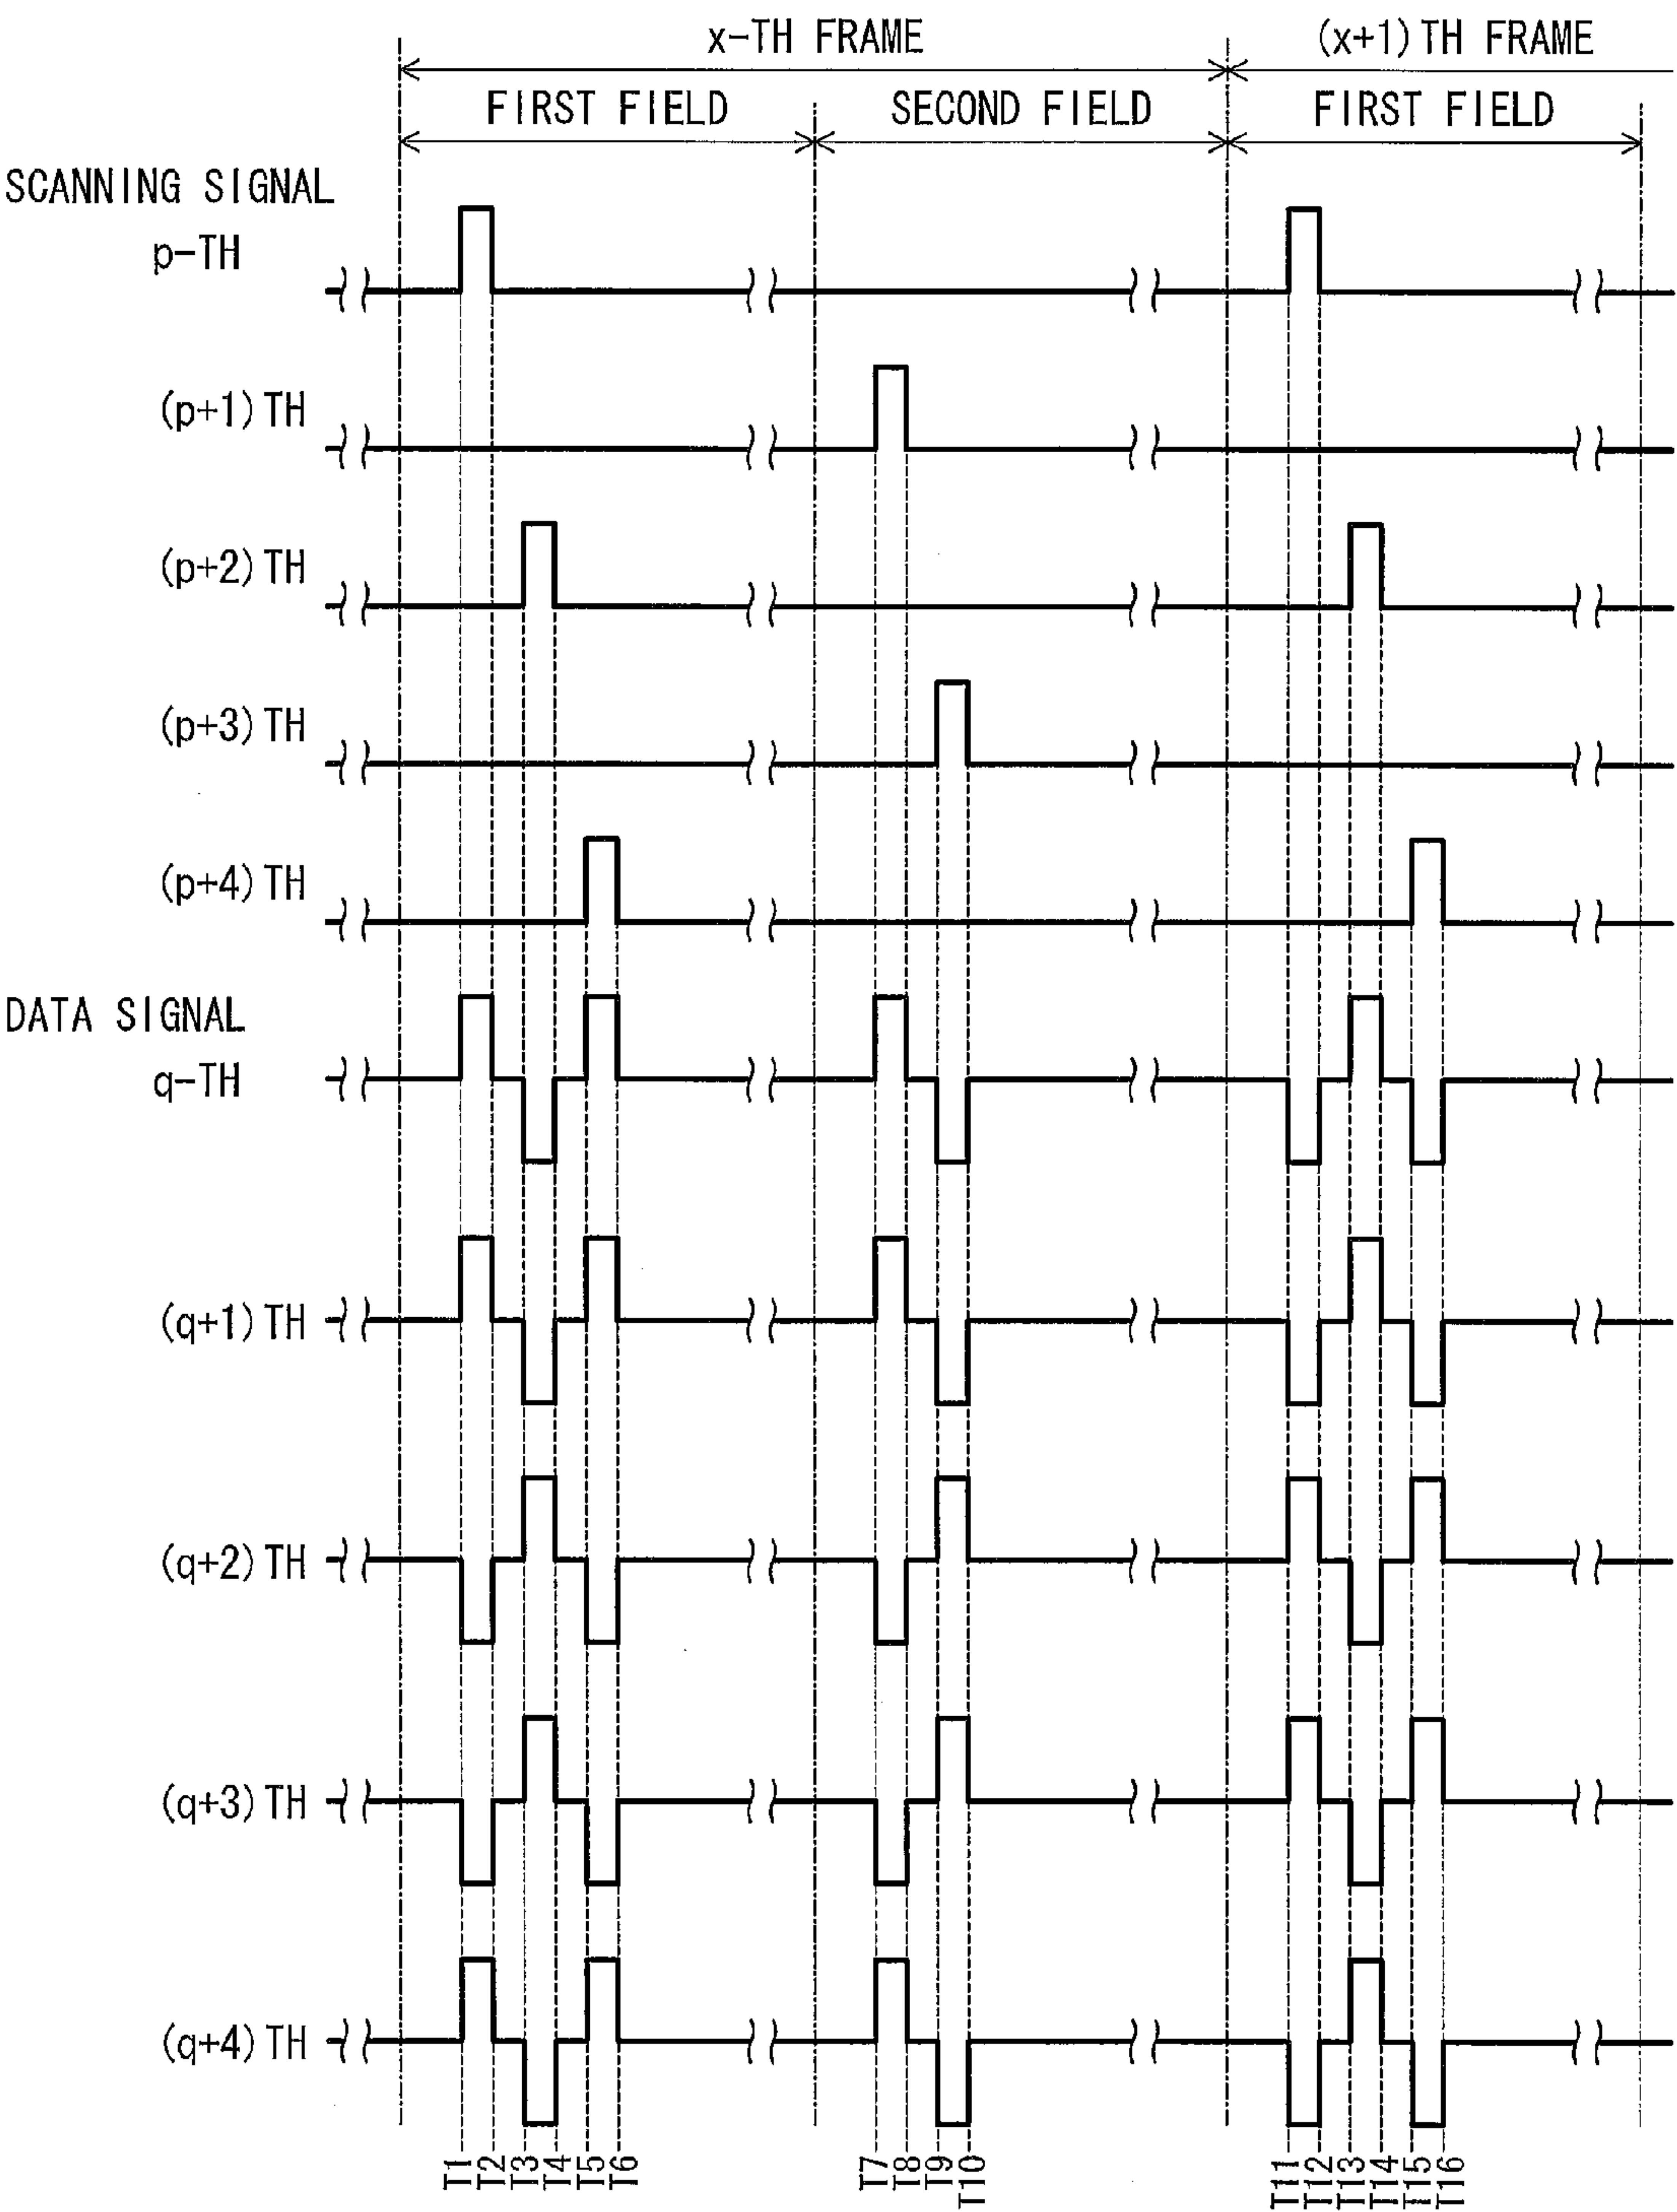 x-TH FRAME (x+1)TH FRAME
FIRST FIELD SECOND FIELD FIRST FIELD
SCANNING SIGNAL
p-TH
(p+1)TH
(p+2)TH
(p+3)TH
(p+4)TH
DATA SIGNAL
q-TH
(q+1)TH
(q+2)TH
(q+3)TH
(q+4)TH
T1 T2 T3 T4 T5 T6 T7 T8 T9 T10 T11 T12 T13 T14 T15 T16